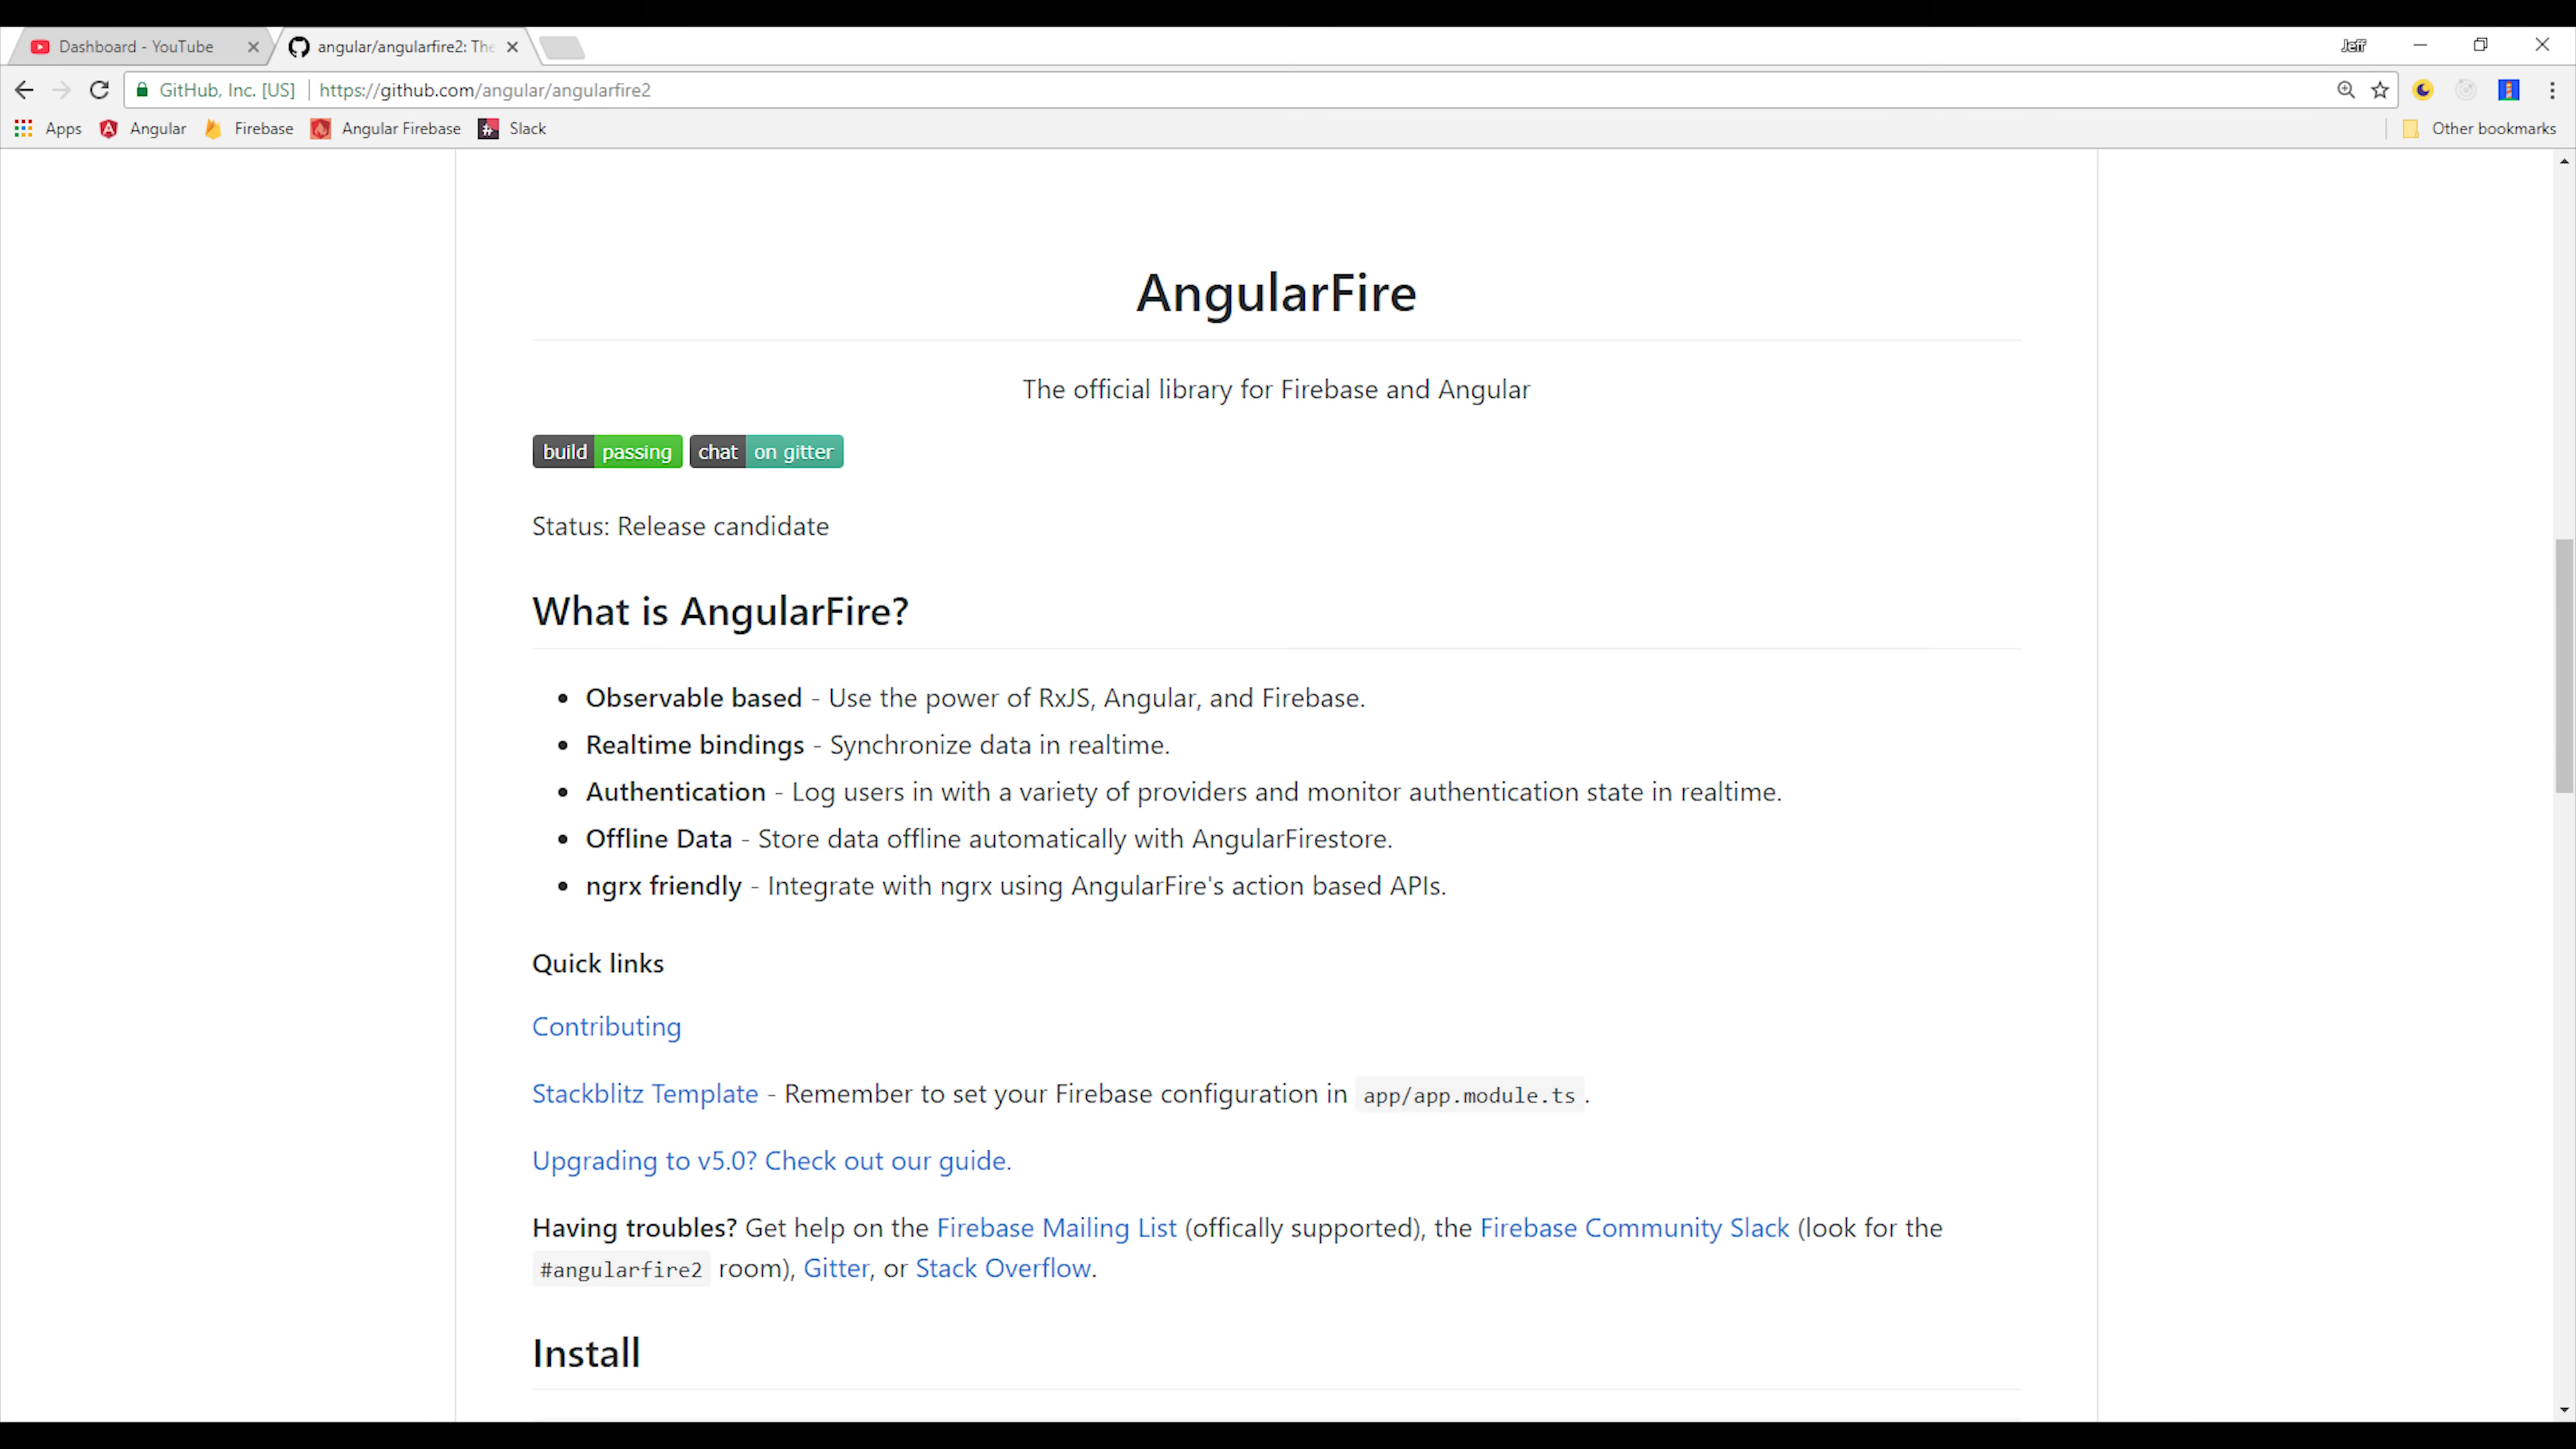 Dashboard - YouTube
angular/angularfire2: The
Jeff
GitHub, Inc. [US]
https://github.com/angular/angularfire2
Apps
Angular
Firebase
Angular Firebase
Slack
Other bookmarks
AngularFire
The official library for Firebase and Angular
build passing chat on gitter
Status: Release candidate
What is AngularFire?
• Observable based - Use the power of RxJS, Angular, and Firebase.
• Realtime bindings - Synchronize data in realtime.
• Authentication - Log users in with a variety of providers and monitor authentication state in realtime.
• Offline Data - Store data offline automatically with AngularFirestore.
• ngrx friendly - Integrate with ngrx using AngularFire's action based APIs.
Quick links
Contributing
Stackblitz Template - Remember to set your Firebase configuration in app/app.module.ts .
Upgrading to v5.0? Check out our guide.
Having troubles? Get help on the Firebase Mailing List (offically supported), the Firebase Community Slack (look for the
#angularfire2 room), Gitter, or Stack Overflow.
Install